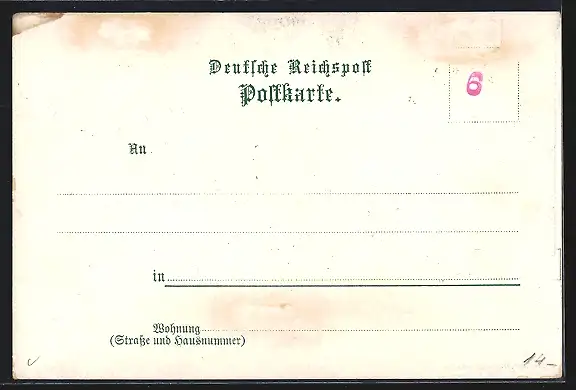 Deutsche Reichspost
Postkarte.
6
An
in
Wohnung
(Straße und Hausnummer)
14-